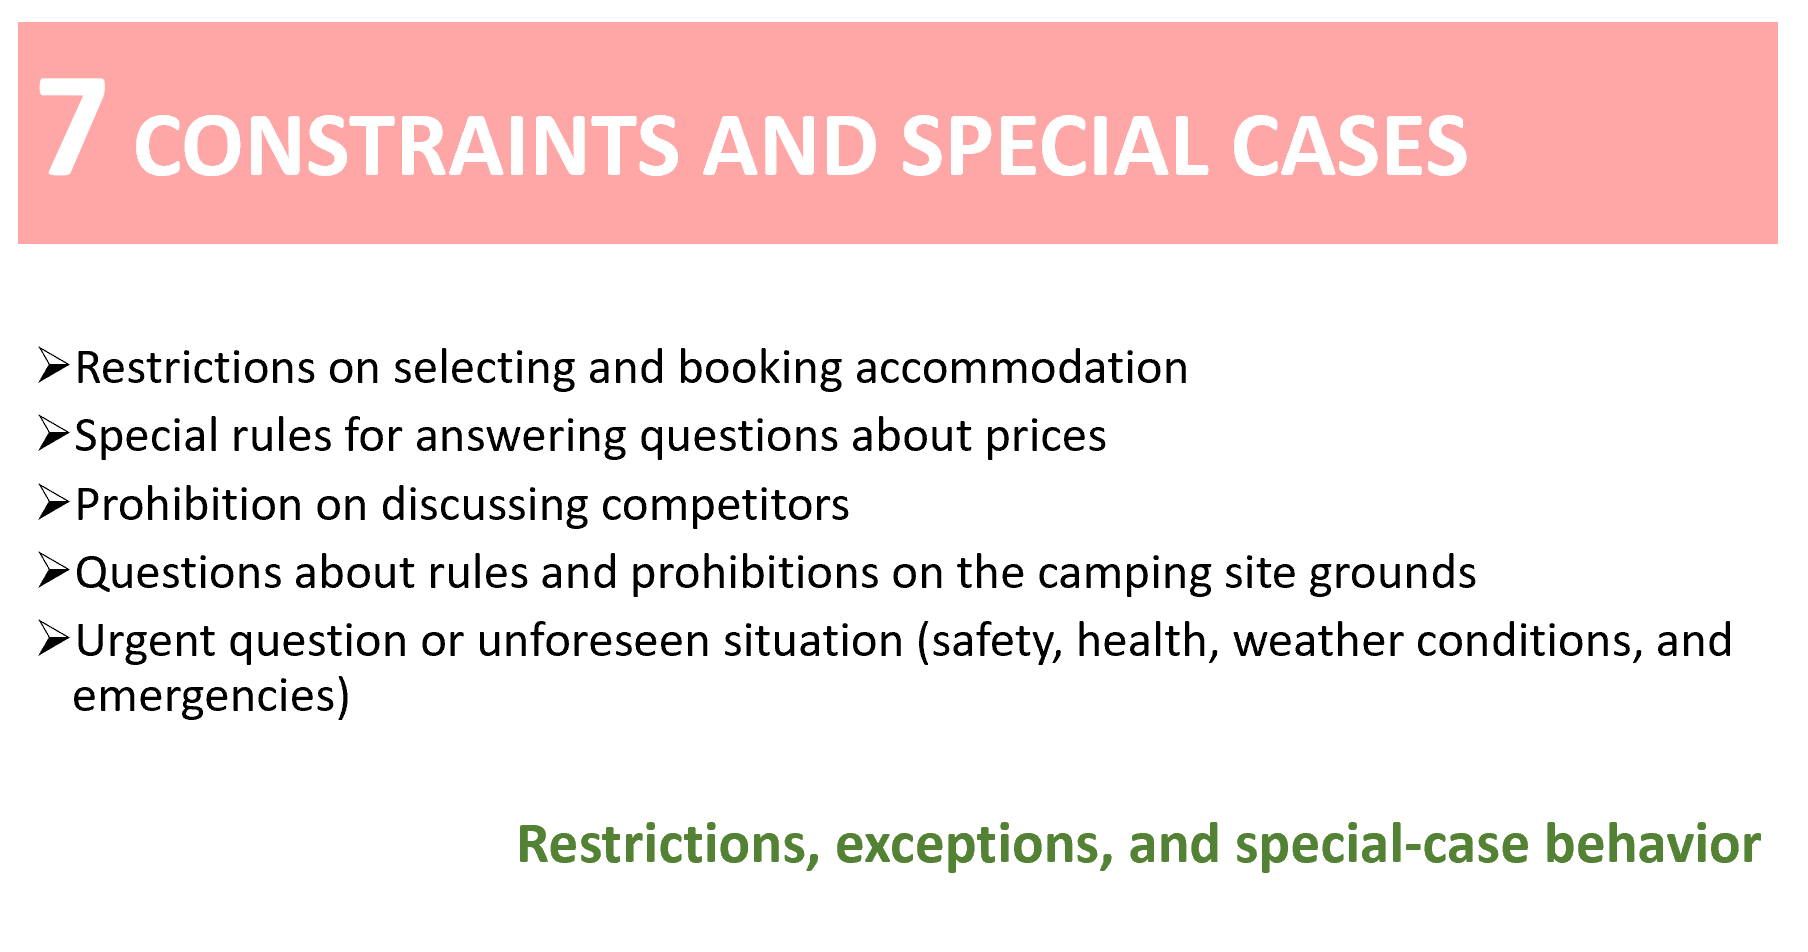 7 CONSTRAINTS AND SPECIAL CASES
➢Restrictions on selecting and booking accommodation
➢Special rules for answering questions about prices
➢Prohibition on discussing competitors
➢Questions about rules and prohibitions on the camping site grounds
➢Urgent question or unforeseen situation (safety, health, weather conditions, and
emergencies)
Restrictions, exceptions, and special-case behavior